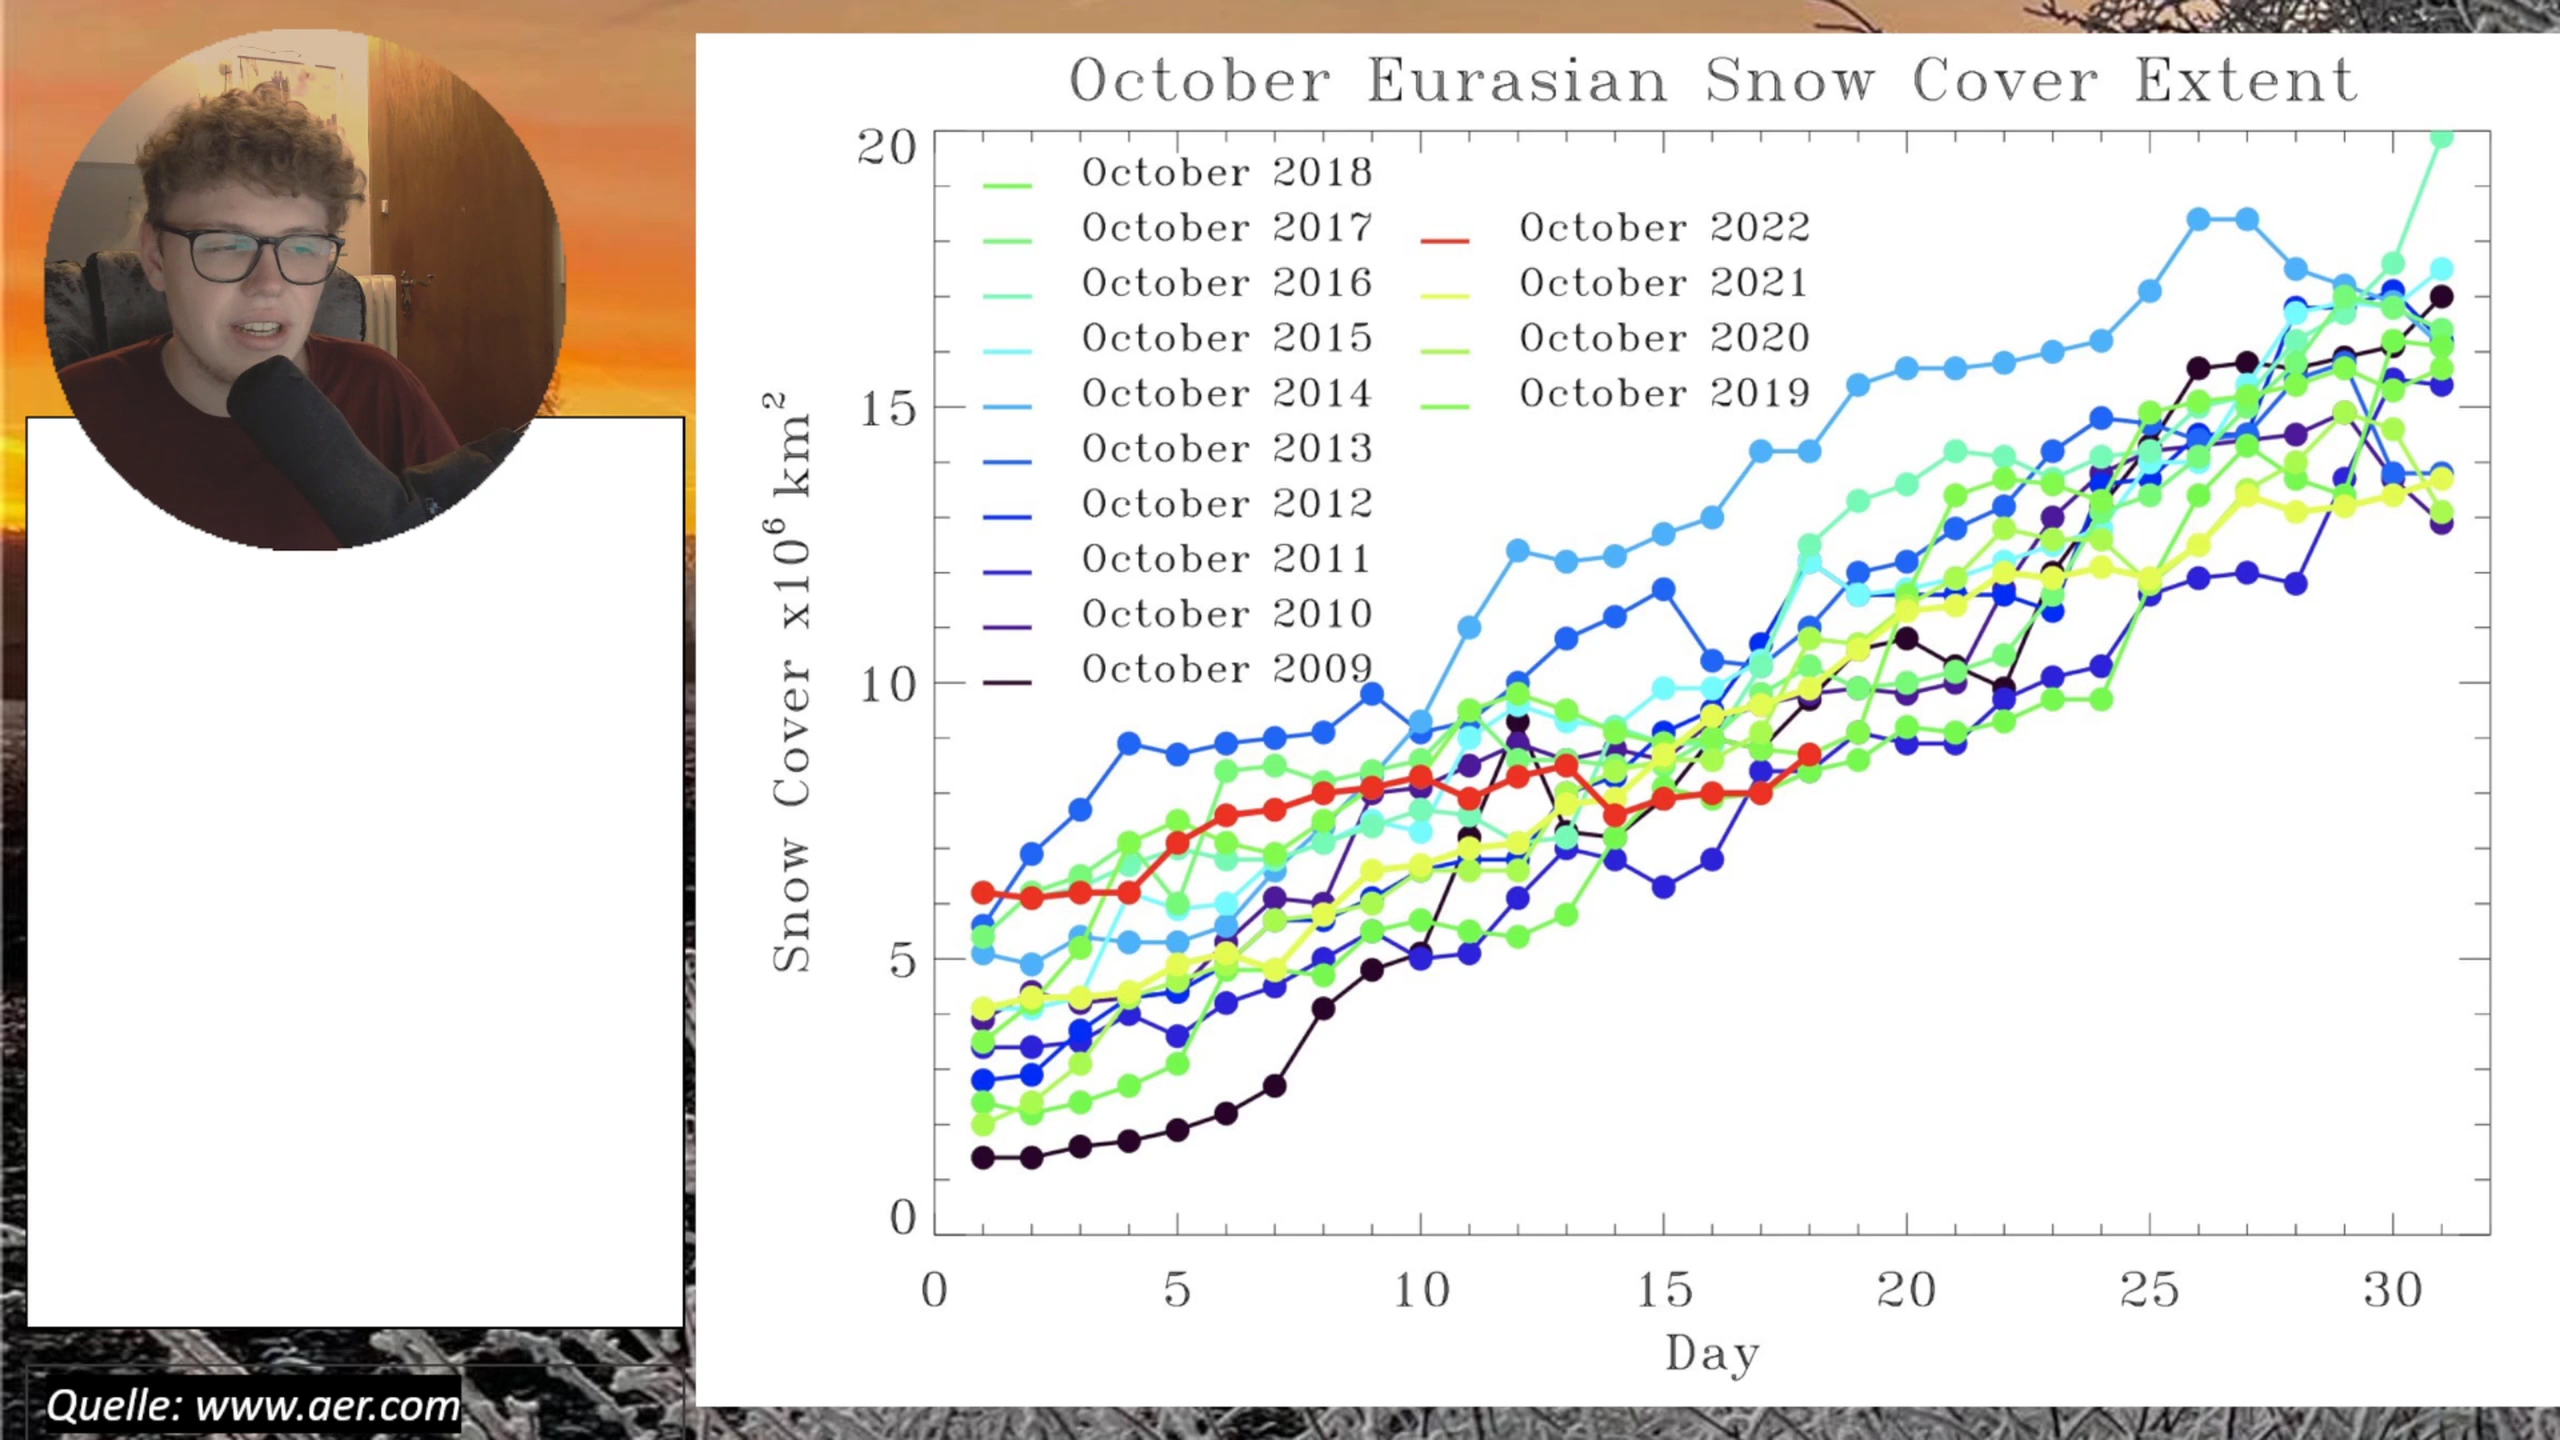 October Eurasian Snow Cover Extent
20
15
10
5
0
Snow Cover x10⁶ km²
October 2018
October 2017
October 2016
October 2015
October 2014
October 2013
October 2012
October 2011
October 2010
October 2009
October 2022
October 2021
October 2020
October 2019
0 5 10 15 20 25 30
Day
Quelle: www.aer.com